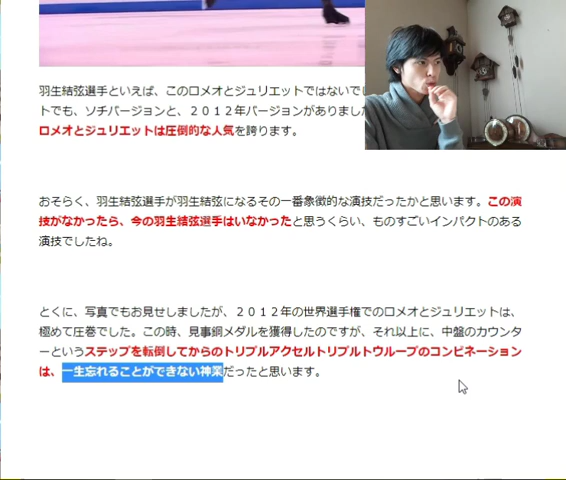 羽生結弦選手といえば、このロメオとジュリエットではないで
トでも、ソチバージョンと、２０１２年バージョンがありまし
ロメオとジュリエットは圧倒的な人気を誇ります。
おそらく、羽生結弦選手が羽生結弦になるその一番象徴的な演技だったかと思います。この演
技がなかったら、今の羽生結弦選手はいなかったと思うくらい、ものすごいインパクトのある
演技でしたね。
とくに、写真でもお見せしましたが、２０１２年の世界選手権でのロメオとジュリエットは、
極めて圧巻でした。この時、見事銅メダルを獲得したのですが、それ以上に、中盤のカウンタ
ーというステップを転倒してからのトリプルアクセルトリプルトウループのコンビネーション
は、一生忘れることができない神業だったと思います。